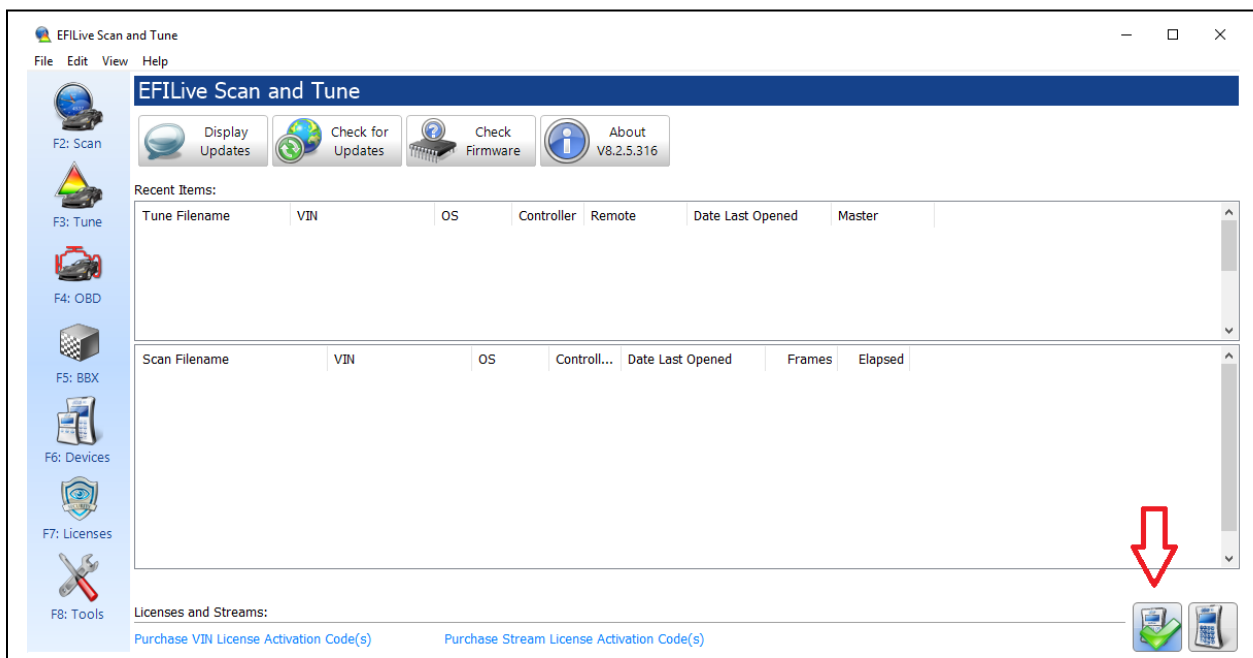 EFILive Scan and Tune
File Edit View Help
EFILive Scan and Tune
F2: Scan
F3: Tune
F4: OBD
F5: BBX
F6: Devices
F7: Licenses
F8: Tools
Display Updates
Check for Updates
Check Firmware
About V8.2.5.316
Recent Items:
Tune Filename VIN OS Controller Remote Date Last Opened Master
Scan Filename VIN OS Controll... Date Last Opened Frames Elapsed
Licenses and Streams:
Purchase VIN License Activation Code(s) Purchase Stream License Activation Code(s)